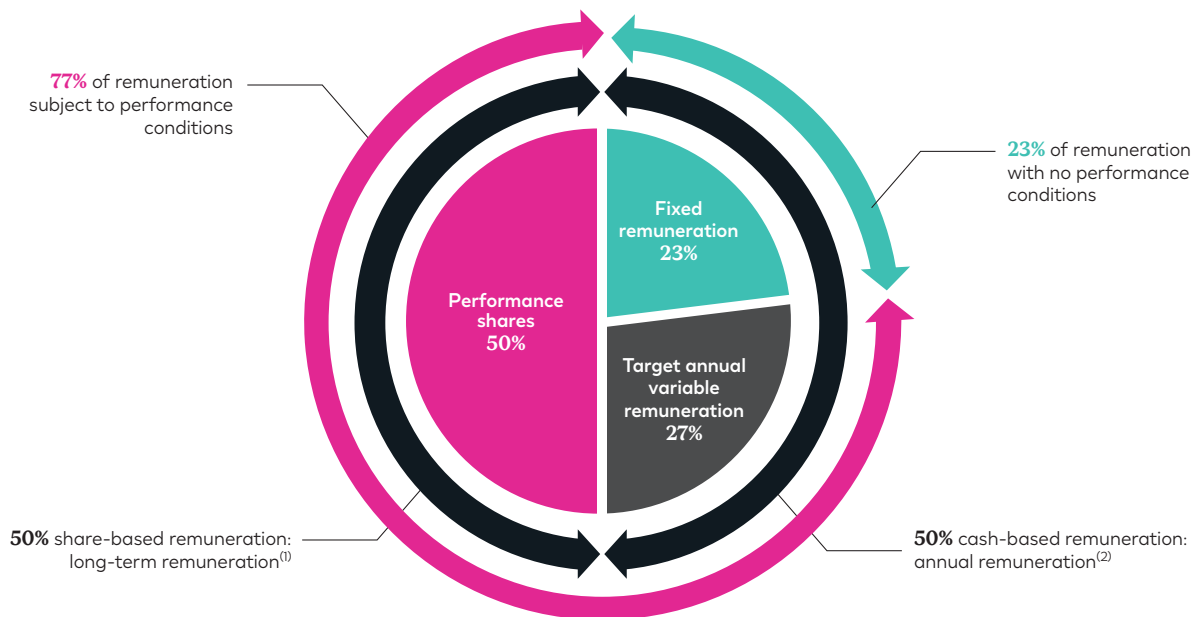 77% of remuneration
subject to performance
conditions
23% of remuneration
with no performance
conditions
Fixed
remuneration
23%
Performance
shares
50%
Target annual
variable
remuneration
27%
50% share-based remuneration:
long-term remuneration(1)
50% cash-based remuneration:
annual remuneration(2)